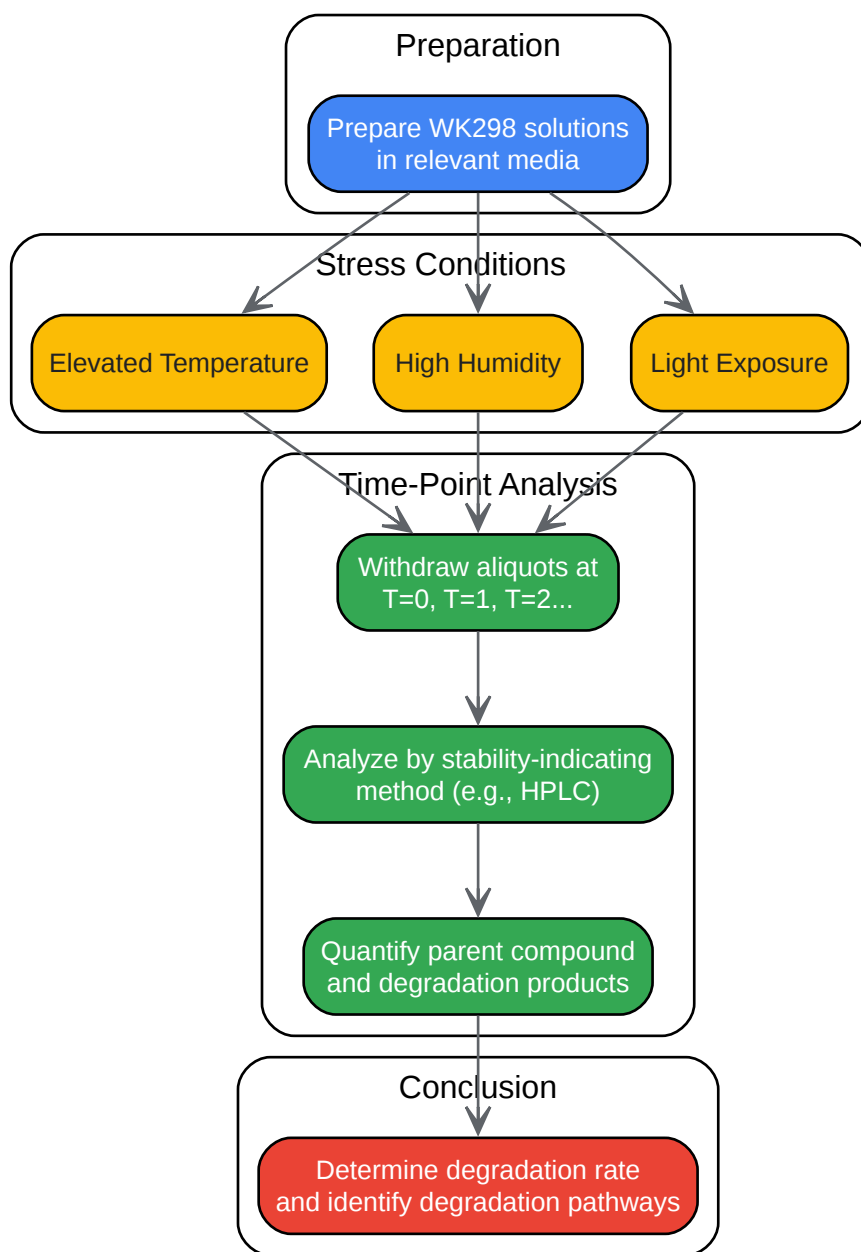 Preparation
Prepare WK298 solutions
in relevant media
Stress Conditions
Elevated Temperature
High Humidity
Light Exposure
Time-Point Analysis
Withdraw aliquots at
T=0, T=1, T=2...
Analyze by stability-indicating
method (e.g., HPLC)
Quantify parent compound
and degradation products
Conclusion
Determine degradation rate
and identify degradation pathways